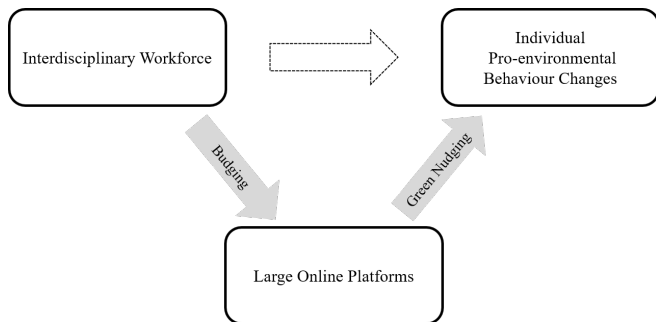 Interdisciplinary Workforce
Individual
Pro-environmental
Behaviour Changes
Budging
Green Nudging
Large Online Platforms